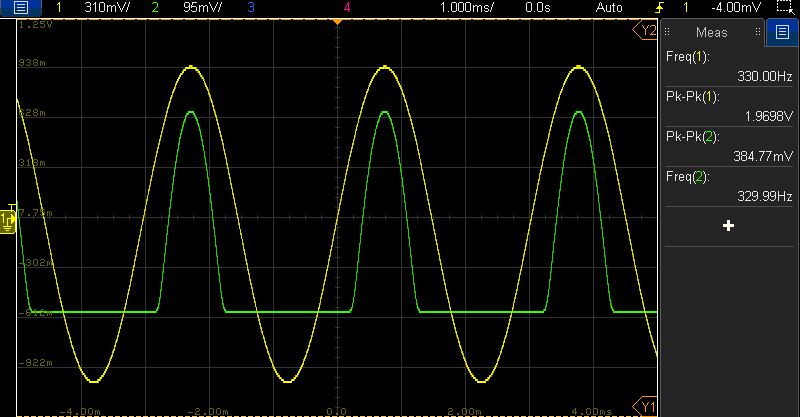 1 310mV/ 2 95mV/ 3 4 1.000ms/ 0.0s Auto 1 -4.00mV
1.25V
Y2
Meas
Freq(1):
330.00Hz
938m
Pk-Pk(1):
1.9698V
628m
Pk-Pk(2):
384.77mV
318m
Freq(2):
329.99Hz
T
1
-302m
-612m
-922m
-4.00m -2.00m 0.0 2.00m 4.00ms
Y1